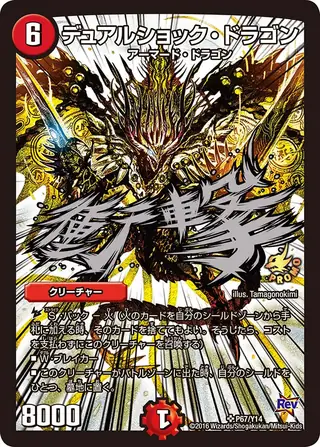 6
デュアルショック・ドラゴン
アーマード・ドラゴン
衝撃
illus. Tamagonokimi
クリーチャー
S・バック − 火(火のカードを自分のシールドゾーンから手
札に加える時、そのカードを捨ててもよい。そうしたら、コスト
を支払わずにこのクリーチャーを召喚する)
W・ブレイカー
このクリーチャーがバトルゾーンに出た時、自分のシールドを
ひとつ、墓地に置く。
8000
1
Rev
P67/Y14
©2016 Wizards/Shogakukan/Mitsui-Kids